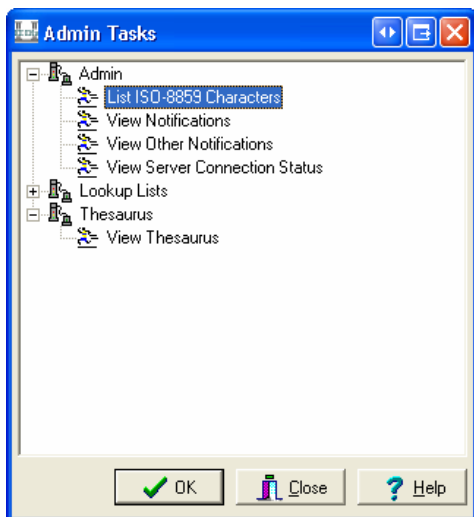 Admin Tasks
Admin
List ISO-8859 Characters
View Notifications
View Other Notifications
View Server Connection Status
Lookup Lists
Thesaurus
View Thesaurus
OK Close Help